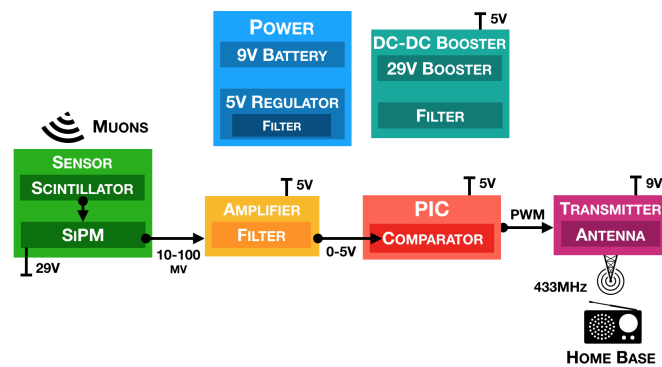 POWER
9V BATTERY
5V REGULATOR
FILTER
5V
DC-DC BOOSTER
29V BOOSTER
FILTER
MUONS
SENSOR
SCINTILLATOR
SIPM
29V
10-100
MV
5V
AMPLIFIER
FILTER
0-5V
5V
PIC
COMPARATOR
PWM
9V
TRANSMITTER
ANTENNA
433MHz
HOME BASE